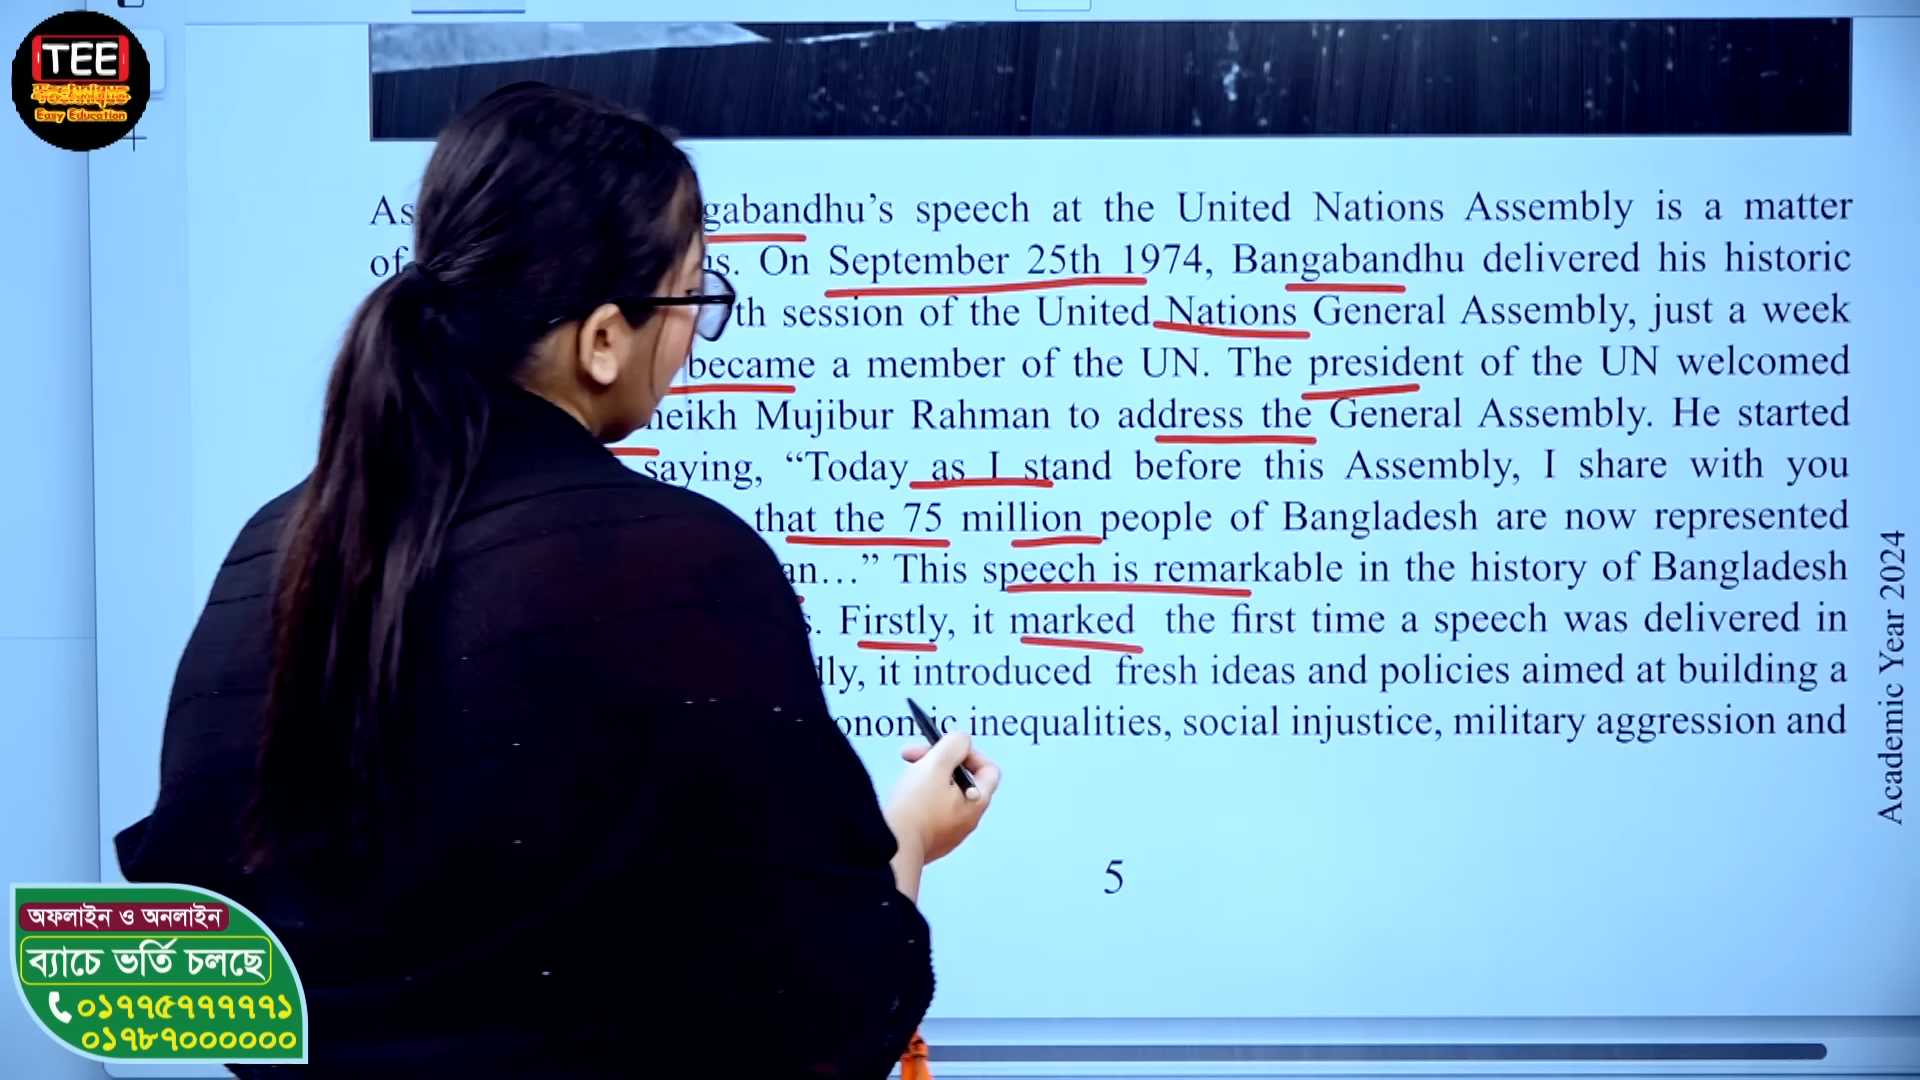 TEE
Technique
Easy Education
As gabandhu’s speech at the United Nations Assembly is a matter
of s. On September 25th 1974, Bangabandhu delivered his historic
th session of the United Nations General Assembly, just a week
became a member of the UN. The president of the UN welcomed
heikh Mujibur Rahman to address the General Assembly. He started
saying, “Today as I stand before this Assembly, I share with you
that the 75 million people of Bangladesh are now represented
an…” This speech is remarkable in the history of Bangladesh
s. Firstly, it marked the first time a speech was delivered in
dly, it introduced fresh ideas and policies aimed at building a
onomic inequalities, social injustice, military aggression and
5
Academic Year 2024
অফলাইন ও অনলাইন
ব্যাচে ভর্তি চলছে
০১৭৭৫৭৭৭৭৭১
০১৭৮৭০০০০০০